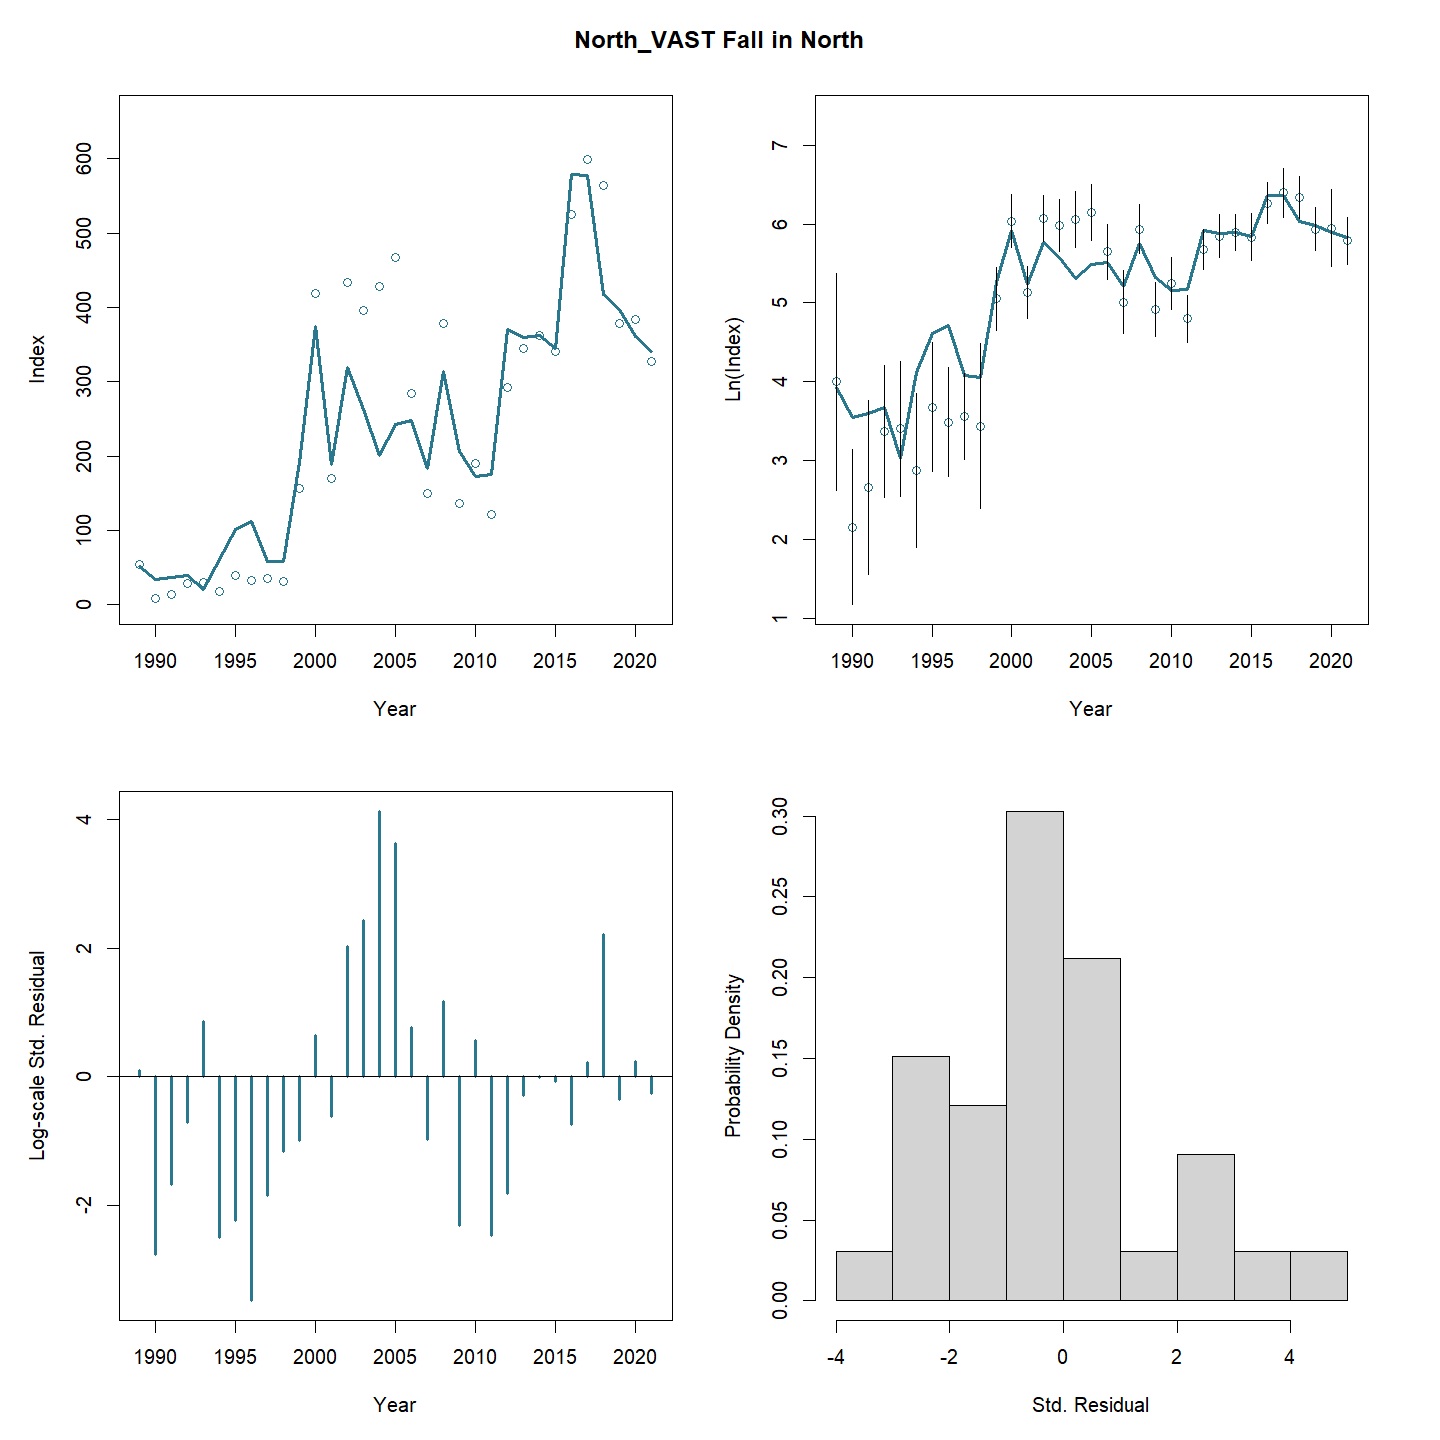 North_VAST Fall in North
Index
0 100 200 300 400 500 600
1990 1995 2000 2005 2010 2015 2020
Year
Ln(Index)
1 2 3 4 5 6 7
1990 1995 2000 2005 2010 2015 2020
Year
Log-scale Std. Residual
-2 0 2 4
1990 1995 2000 2005 2010 2015 2020
Year
Probability Density
0.00 0.05 0.10 0.15 0.20 0.25 0.30
-4 -2 0 2 4
Std. Residual